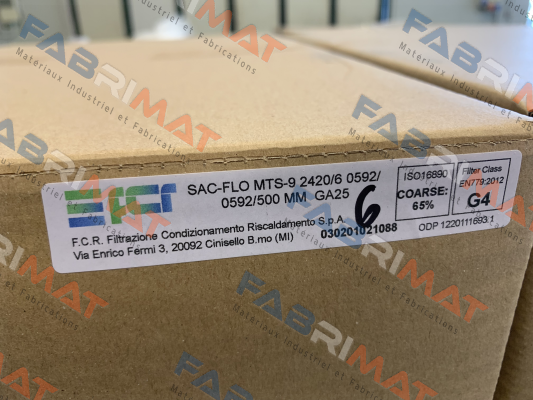 FABRIMAT
Matériaux Industriel et Fabrications
SAC-FLO MTS-9 2420/6 0592/
0592/500 MM GA25
6
F.C.R. Filtrazione Condizionamento Riscaldamento S.p.A.
Via Enrico Fermi 3, 20092 Cinisello B.mo (MI)
030201021088
ISO16890
COARSE:
65%
Filter Class
EN779:2012
G4
ODP 1220111693.1